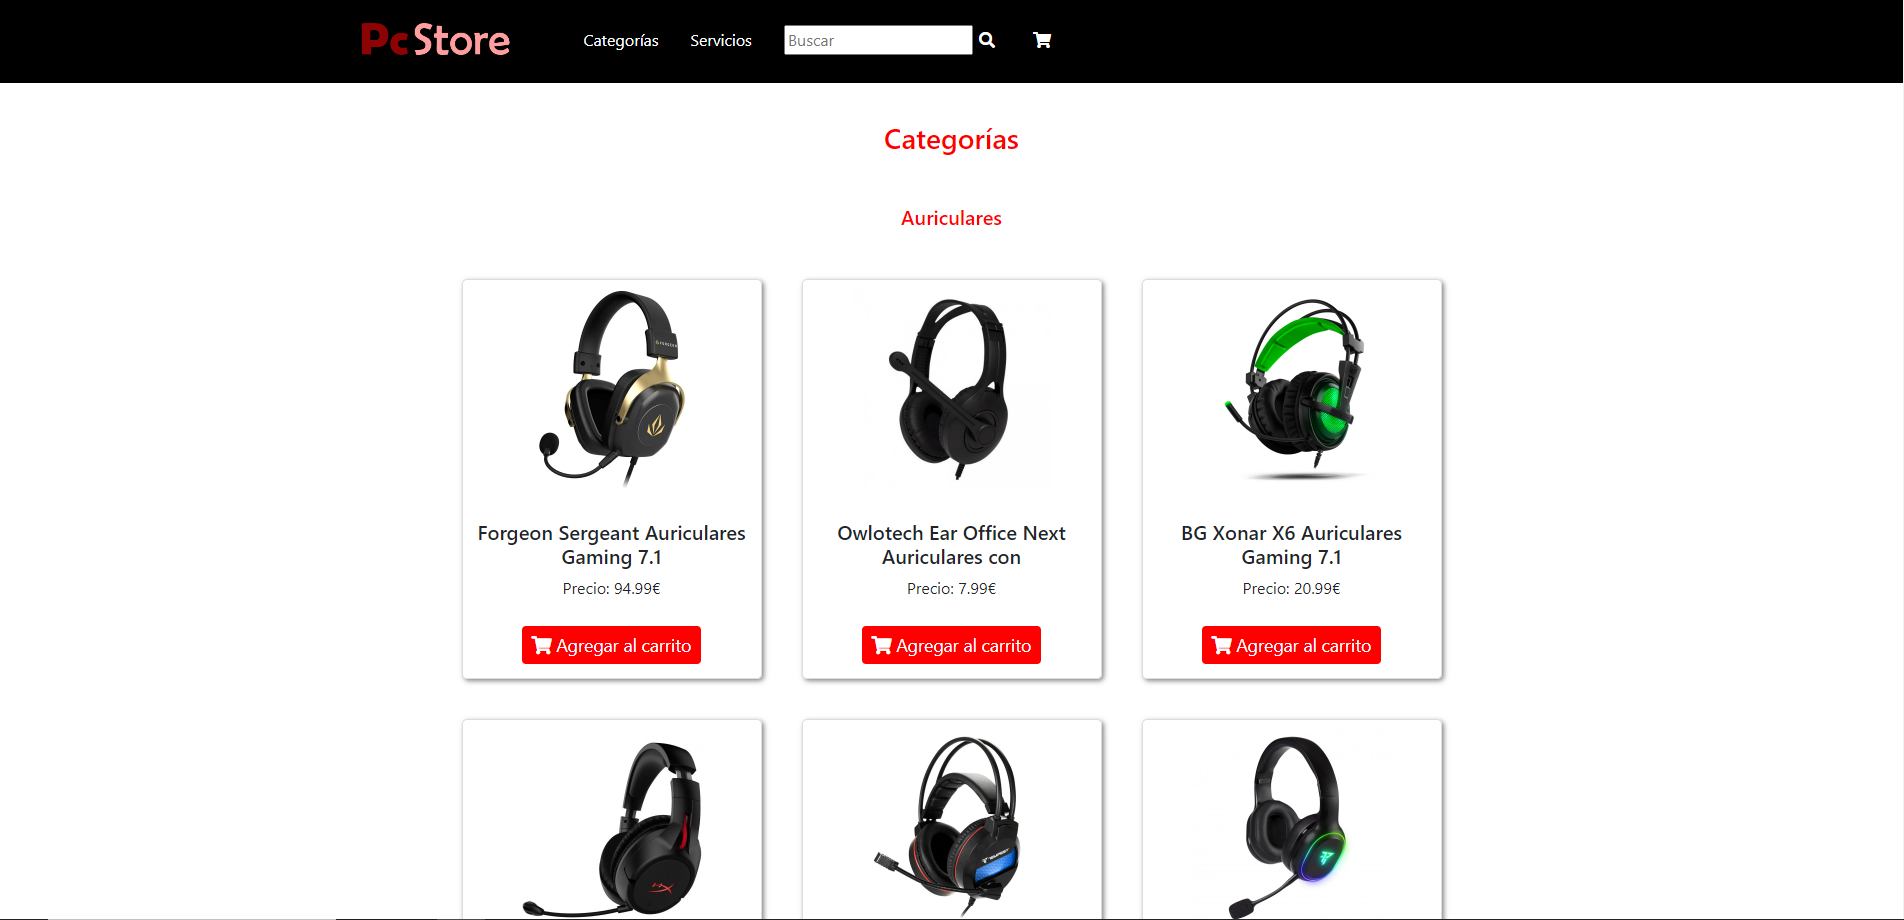 PcStore
Categorías
Servicios
Buscar
Categorías
Auriculares
Forgeon Sergeant Auriculares
Gaming 7.1
Precio: 94.99€
Agregar al carrito
Owlotech Ear Office Next
Auriculares con
Precio: 7.99€
Agregar al carrito
BG Xonar X6 Auriculares
Gaming 7.1
Precio: 20.99€
Agregar al carrito